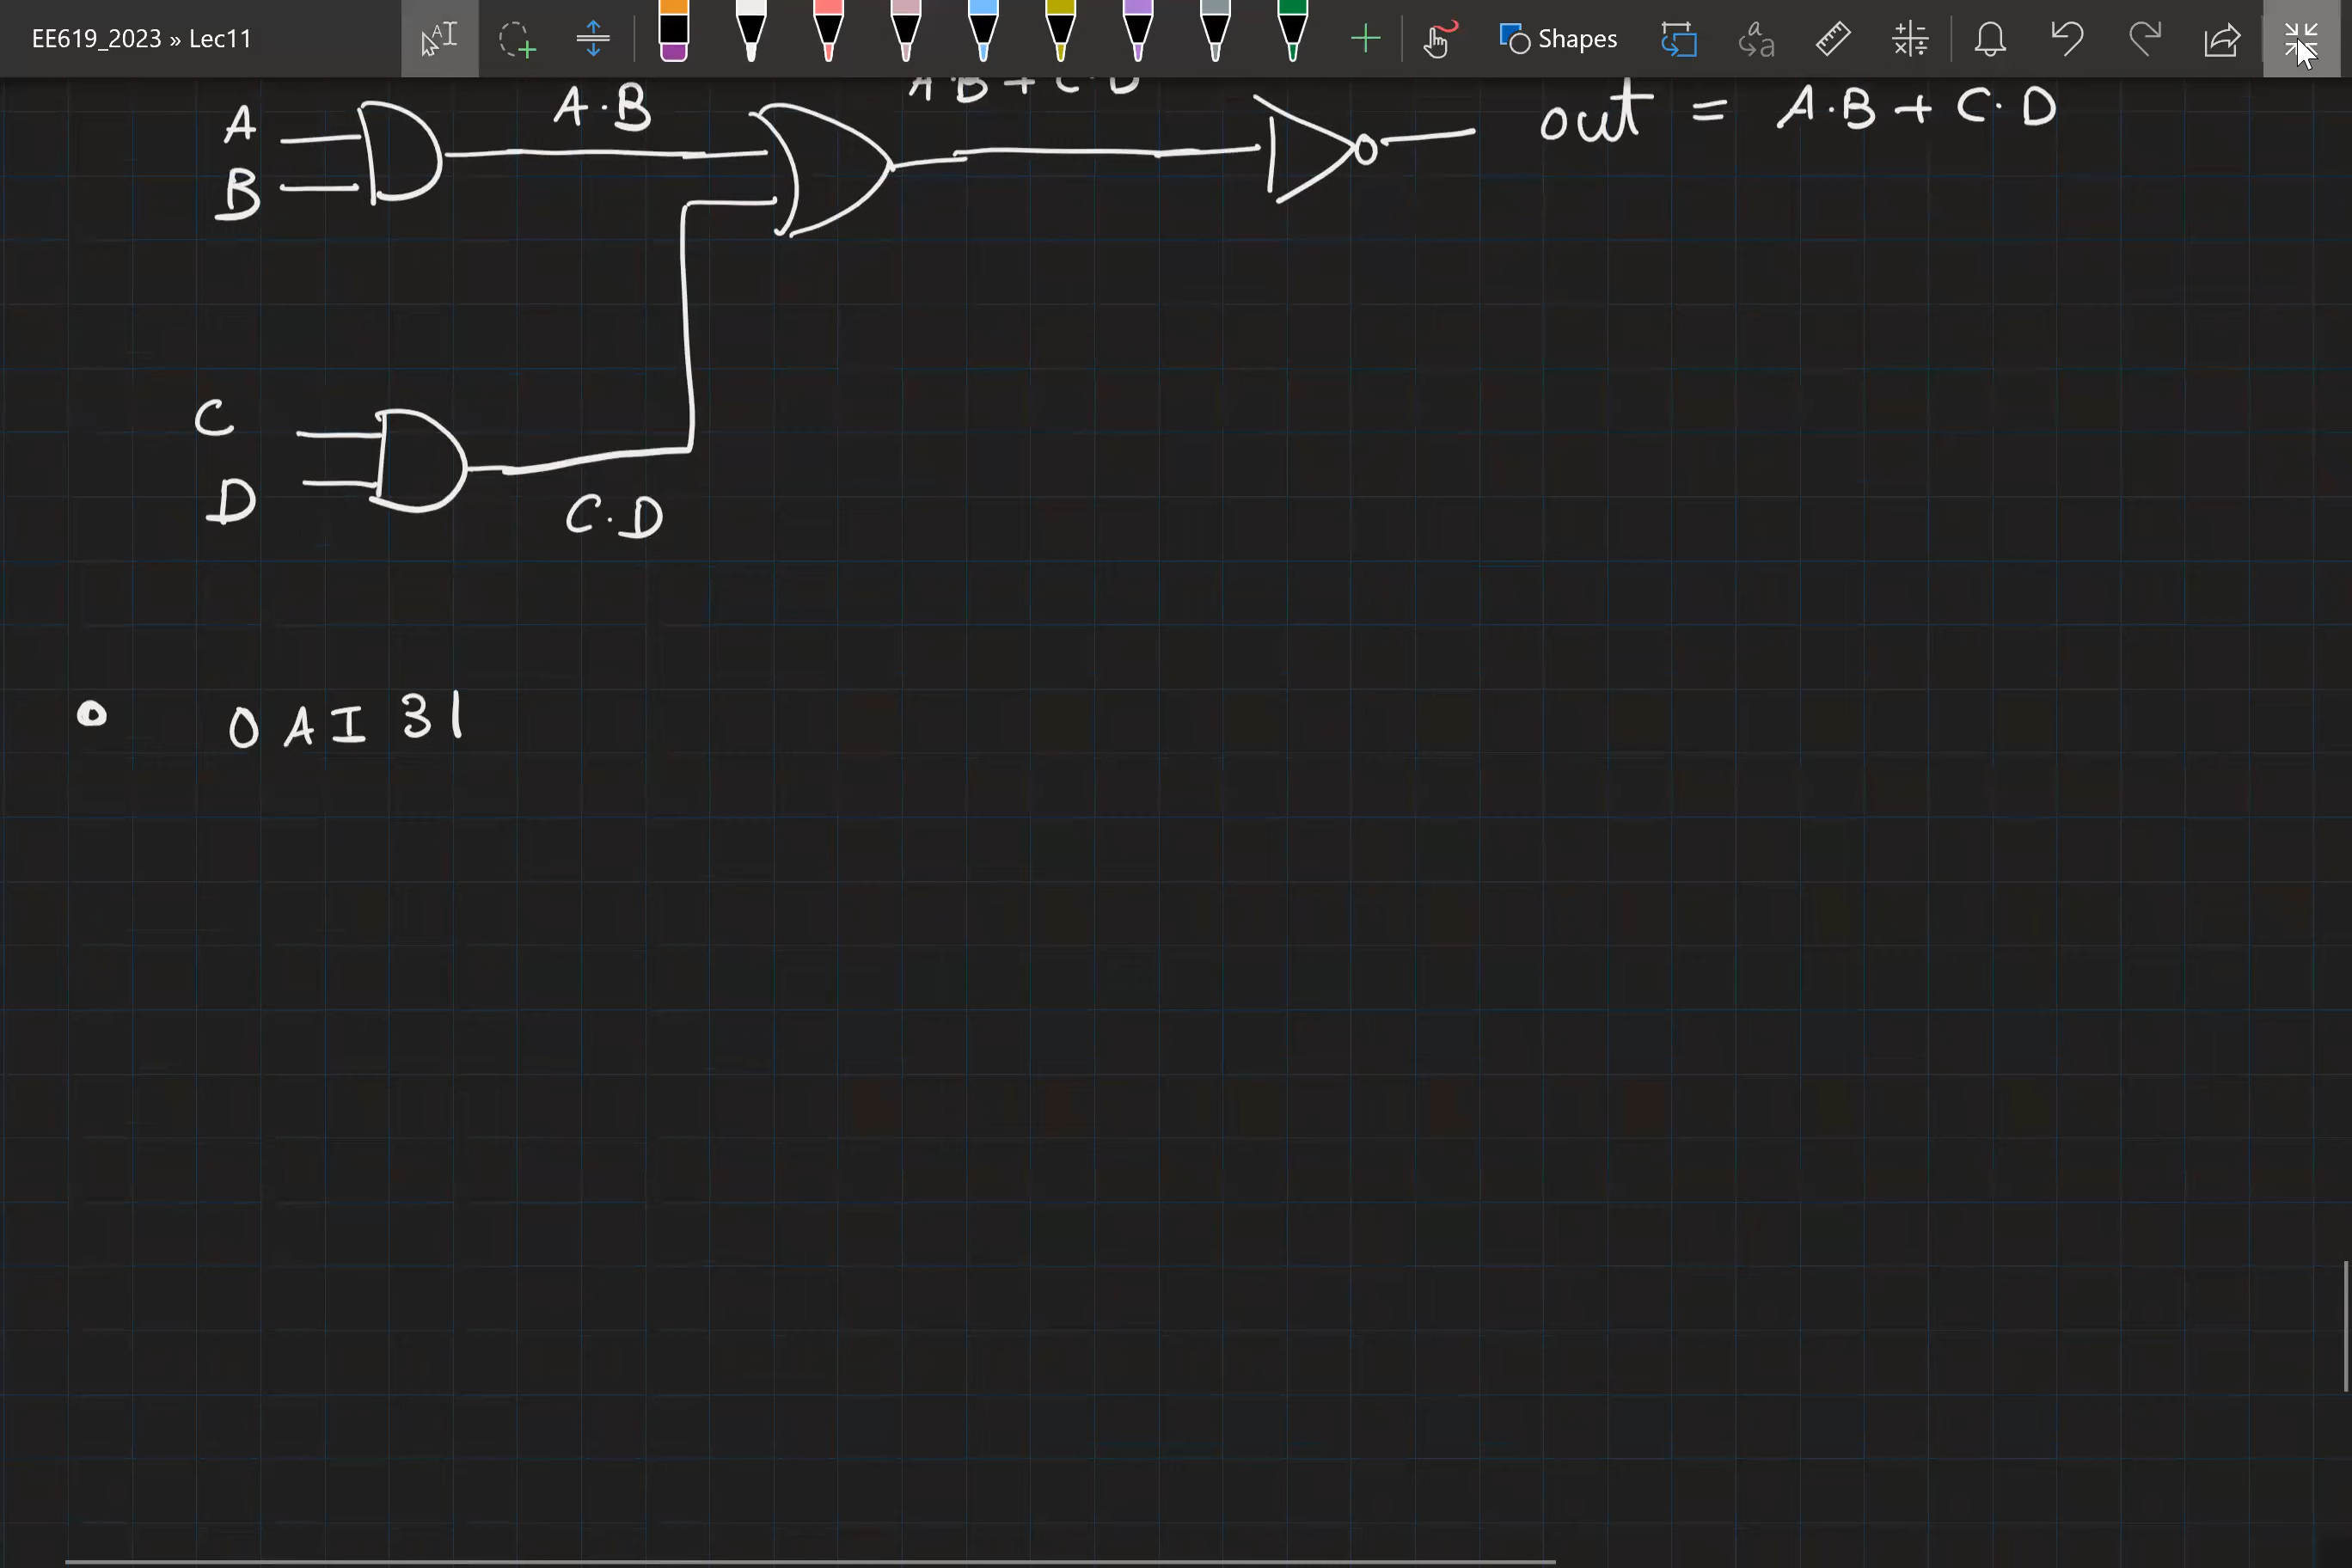 EE619_2023 » Lec11
Shapes
A
B
A·B
A·B + C·D
out = A·B + C·D
C
D
C·D
OAI 31